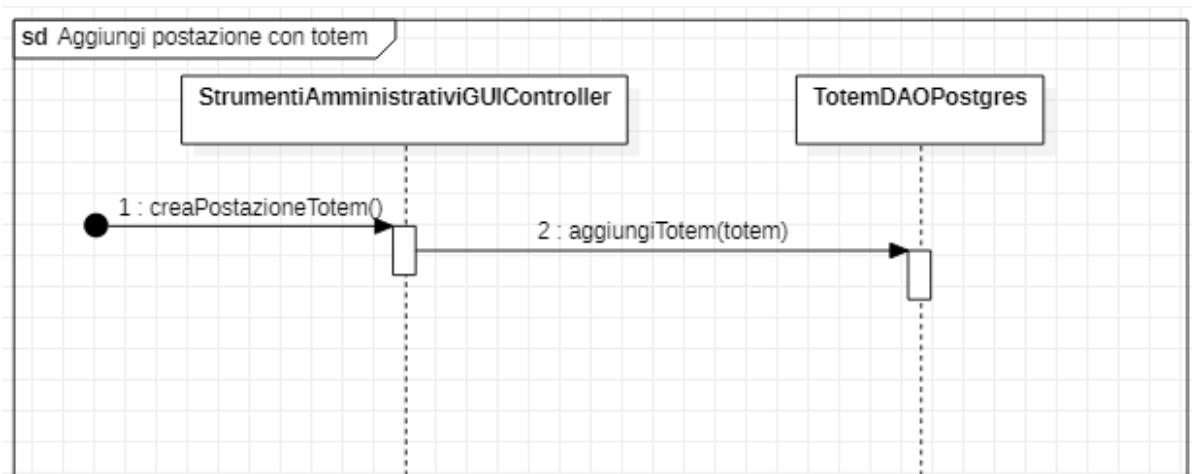 sd Aggiungi postazione con totem
StrumentiAmministrativiGUIController
TotemDAOPostgres
1 : creaPostazioneTotem()
2 : aggiungiTotem(totem)